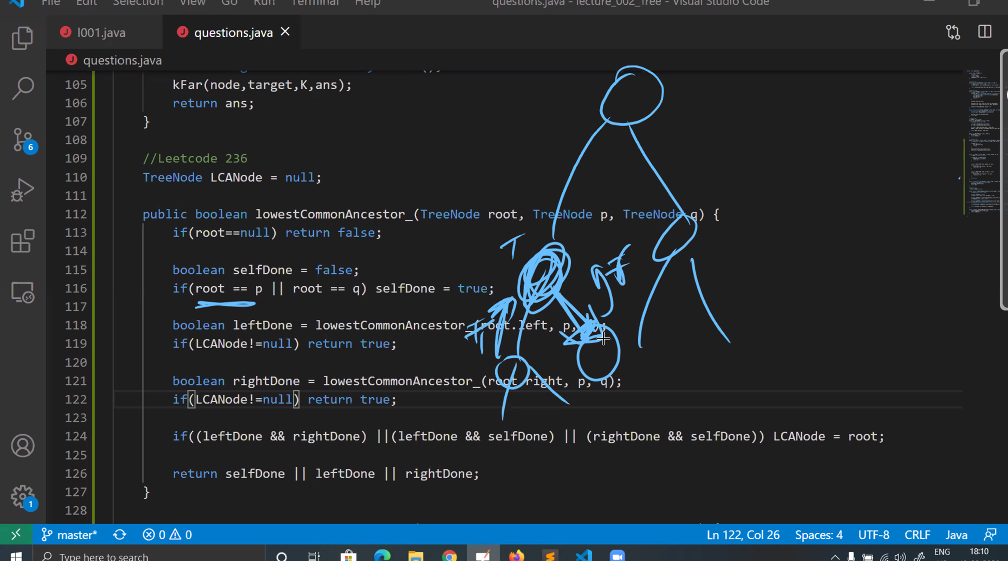 File Edit Selection View Go Run Terminal Help
questions.java - lecture_002_Tree - Visual Studio Code
l001.java
questions.java
questions.java
105 kFar(node,target,K,ans);
106 return ans;
107 }
108
109 //Leetcode 236
110 TreeNode LCANode = null;
111
112 public boolean lowestCommonAncestor_(TreeNode root, TreeNode p, TreeNode q) {
113 if(root==null) return false;
114
115 boolean selfDone = false;
116 if(root == p || root == q) selfDone = true;
117
118 boolean leftDone = lowestCommonAncestor_(root.left, p, q);
119 if(LCANode!=null) return true;
120
121 boolean rightDone = lowestCommonAncestor_(root.right, p, q);
122 if(LCANode!=null) return true;
123
124 if((leftDone && rightDone) ||(leftDone && selfDone) || (rightDone && selfDone)) LCANode = root;
125
126 return selfDone || leftDone || rightDone;
127 }
128
T
6
1
master*
0
0
Ln 122, Col 26
Spaces: 4
UTF-8
CRLF
Java
Type here to search
ENG
18:10